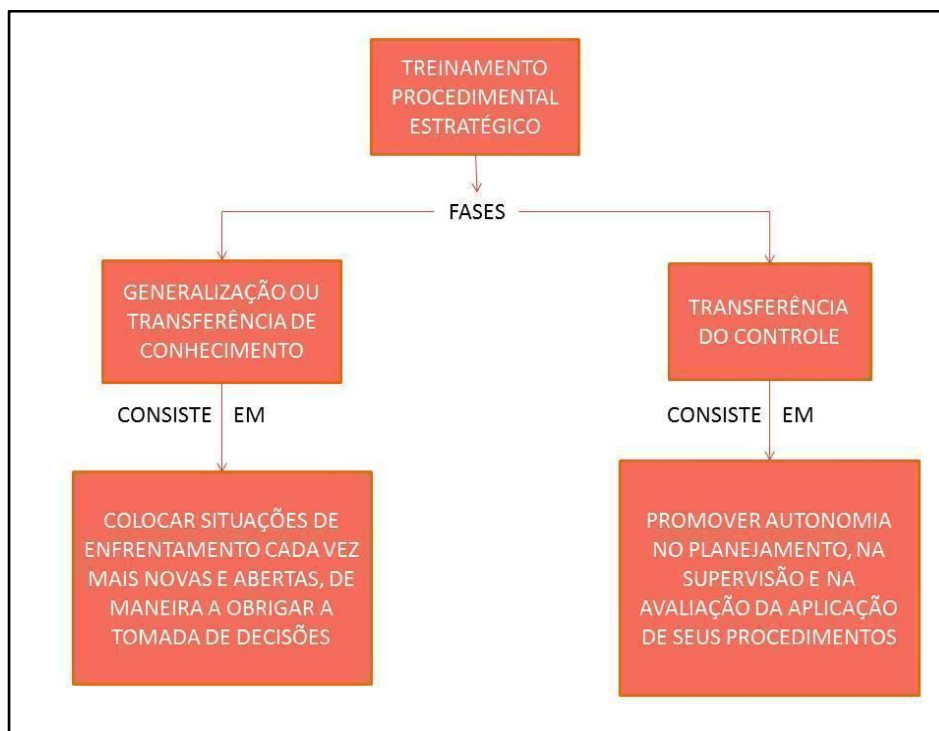 TREINAMENTO
PROCEDIMENTAL
ESTRATÉGICO
FASES
GENERALIZAÇÃO OU
TRANSFERÊNCIA DE
CONHECIMENTO
TRANSFERÊNCIA
DO CONTROLE
CONSISTE EM
CONSISTE EM
COLOCAR SITUAÇÕES DE
ENFRENTAMENTO CADA VEZ
MAIS NOVAS E ABERTAS, DE
MANEIRA A OBRIGAR A
TOMADA DE DECISÕES
PROMOVER AUTONOMIA
NO PLANEJAMENTO, NA
SUPERVISÃO E NA
AVALIAÇÃO DA APLICAÇÃO
DE SEUS PROCEDIMENTOS